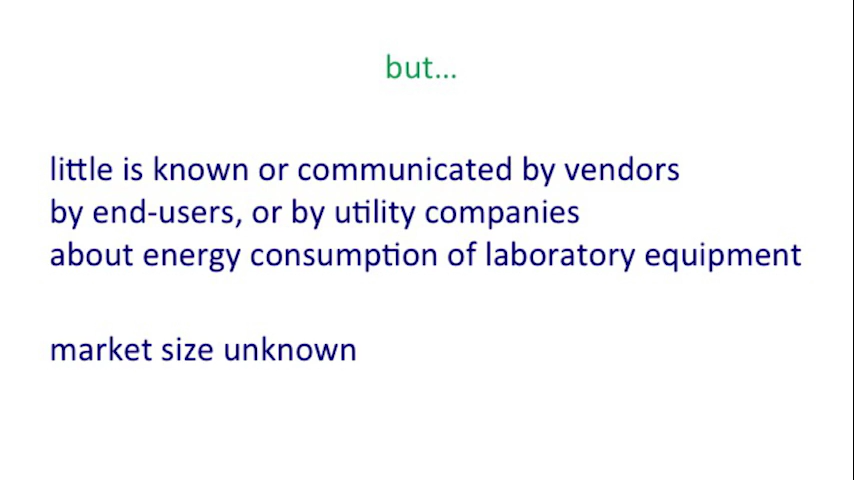 but...
little is known or communicated by vendors
by end-users, or by utility companies
about energy consumption of laboratory equipment
market size unknown